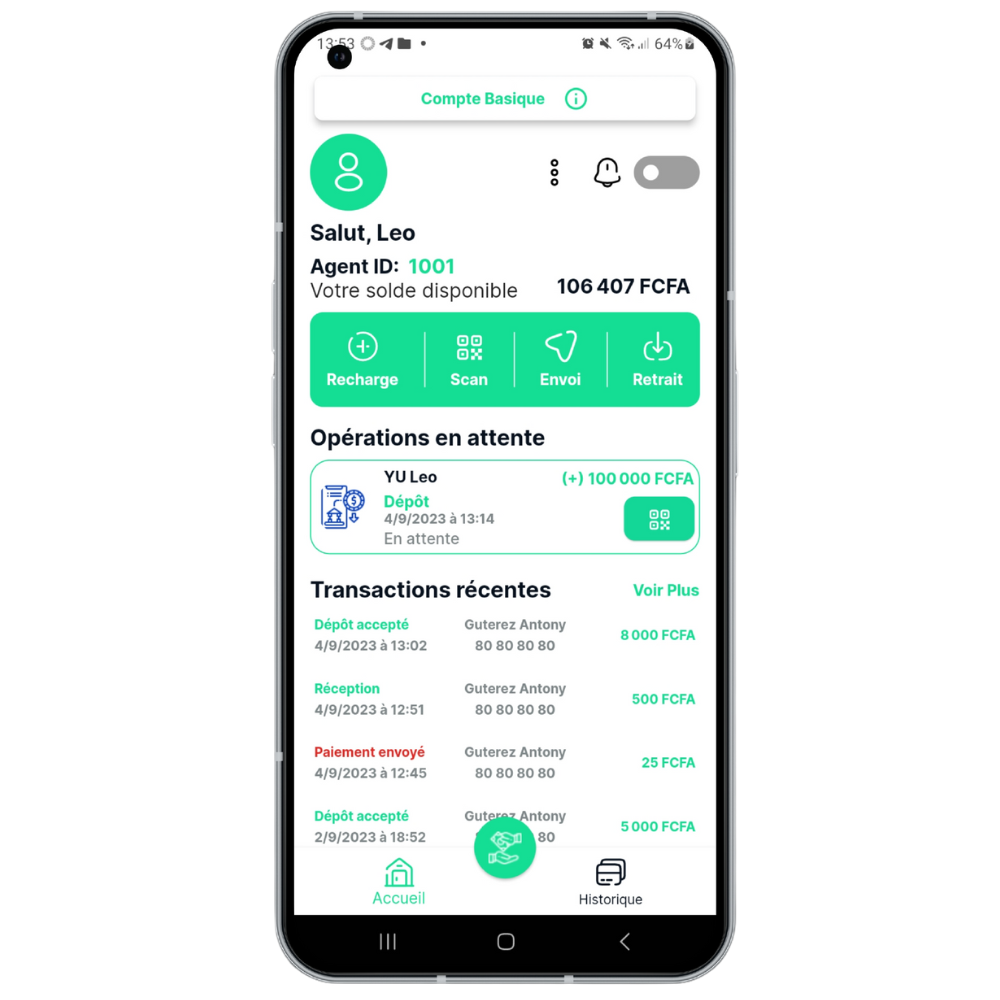 13:53
64%
Compte Basique
Salut, Leo
Agent ID: 1001
Votre solde disponible 106 407 FCFA
Recharge Scan Envoi Retrait
Opérations en attente
YU Leo (+) 100 000 FCFA
Dépôt
4/9/2023 à 13:14
En attente
Transactions récentes Voir Plus
Dépôt accepté Guterez Antony
8 000 FCFA
4/9/2023 à 13:02 80 80 80 80
Réception Guterez Antony
500 FCFA
4/9/2023 à 12:51 80 80 80 80
Paiement envoyé Guterez Antony
25 FCFA
4/9/2023 à 12:45 80 80 80 80
Dépôt accepté Guterez Antony
5 000 FCFA
2/9/2023 à 18:52 80
Accueil Historique